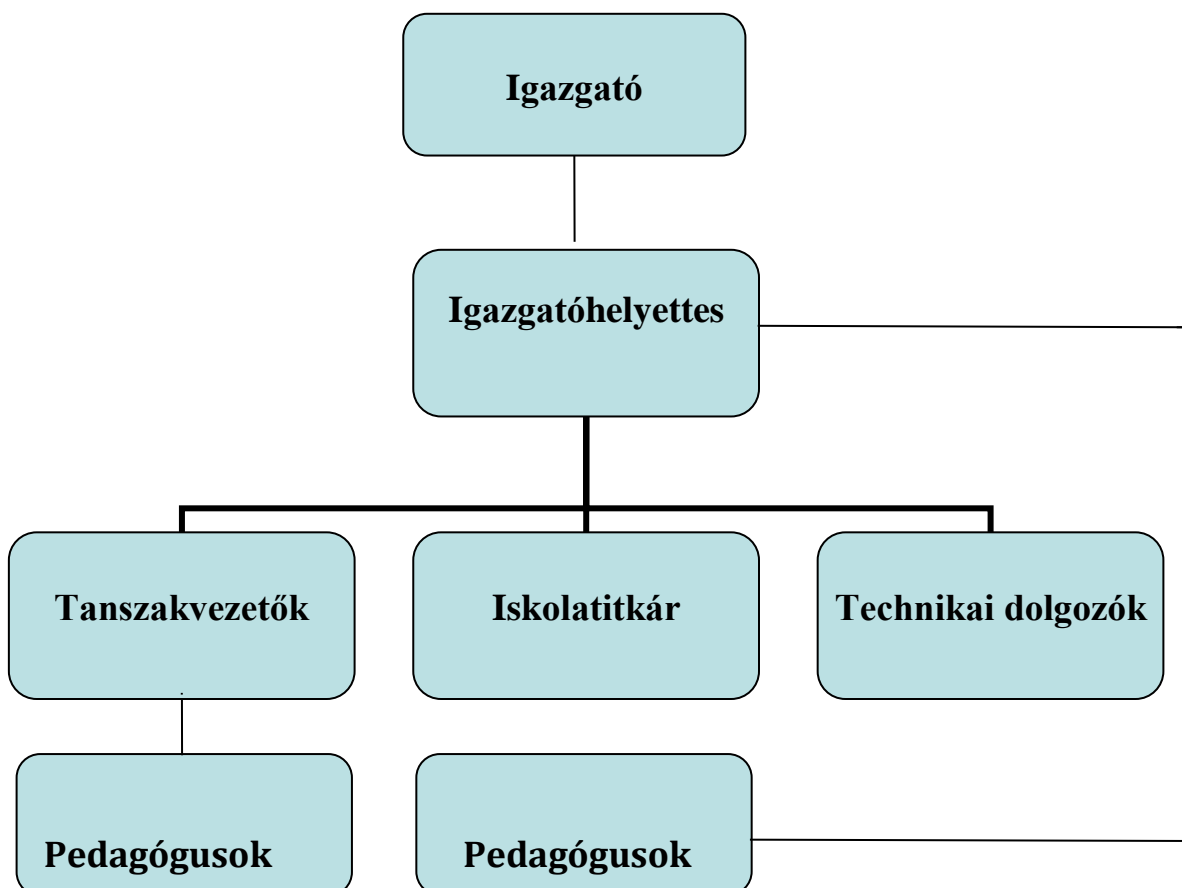 Igazgató
Igazgatóhelyettes
Tanszakvezetők
Iskolatitkár
Technikai dolgozók
Pedagógusok
Pedagógusok